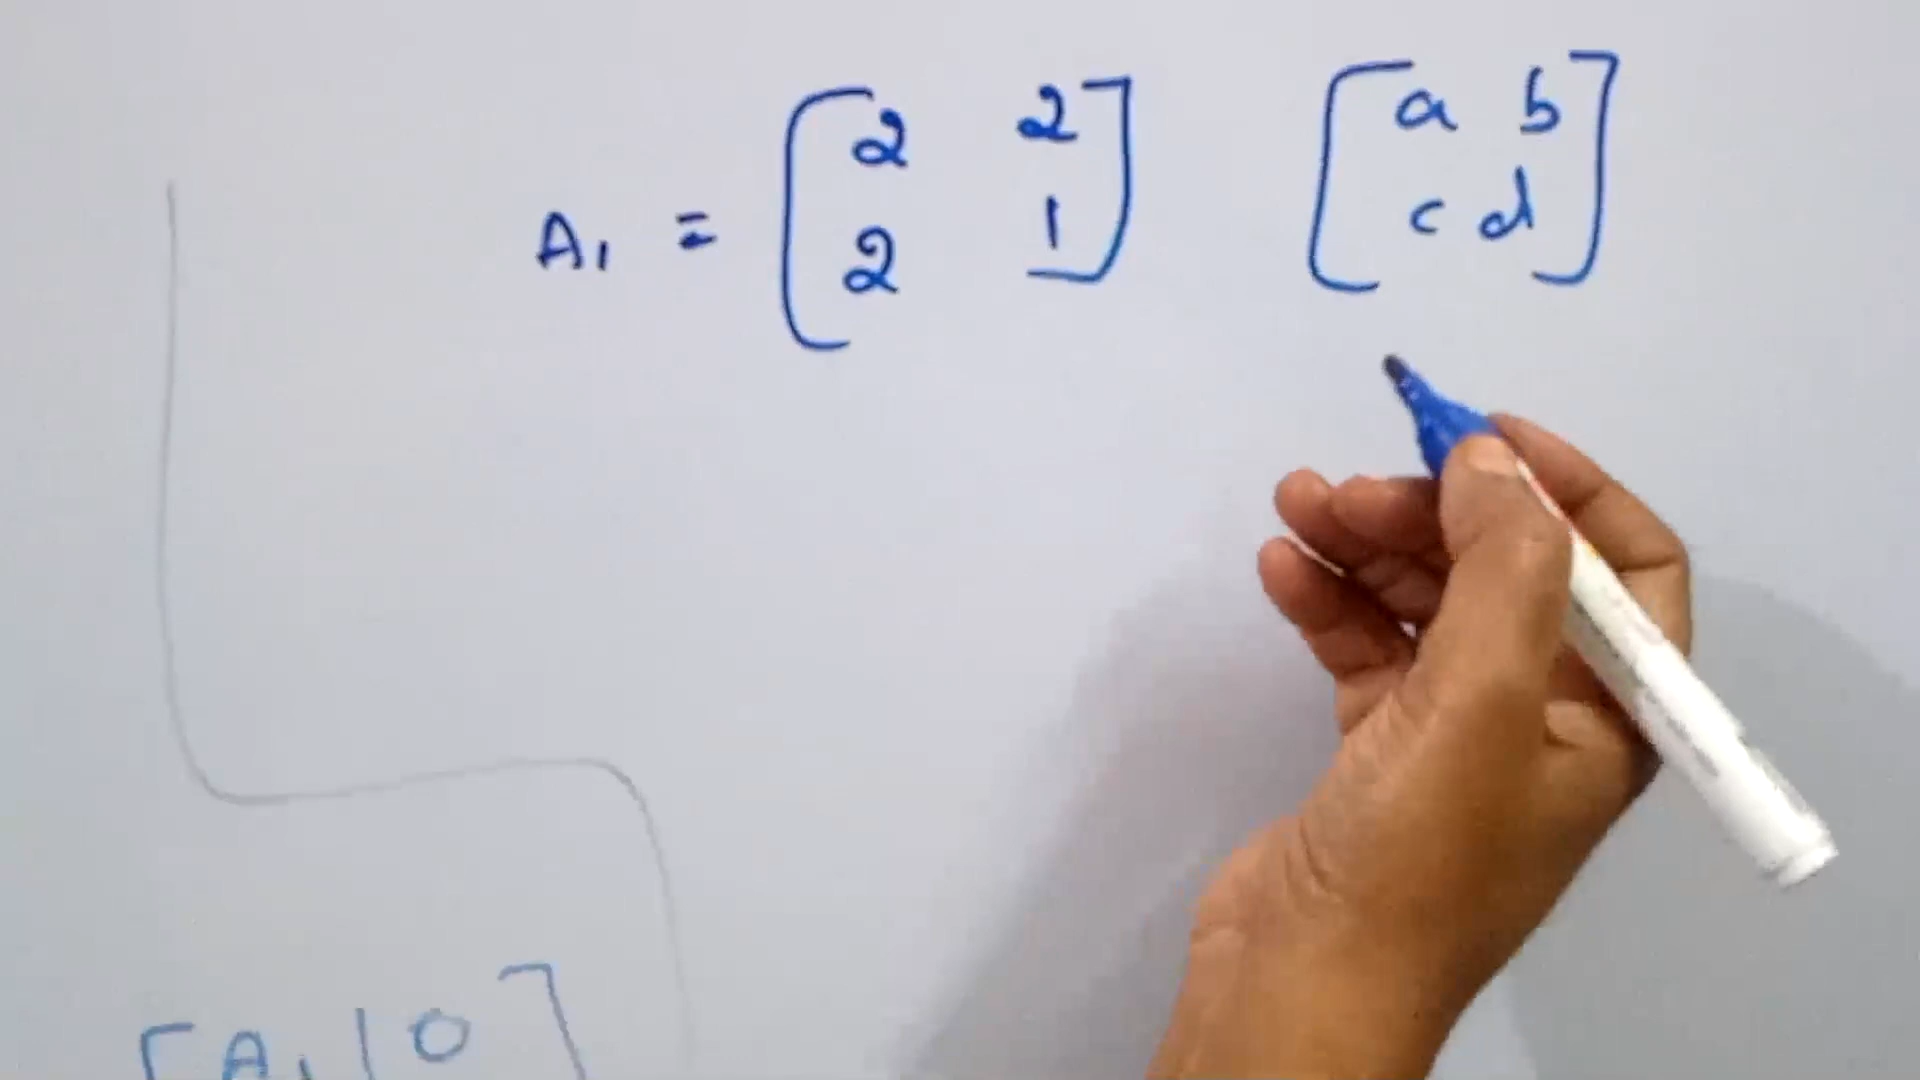 A₁ = [2 2
2 1] [a b
c d]
[A₁ | 0]